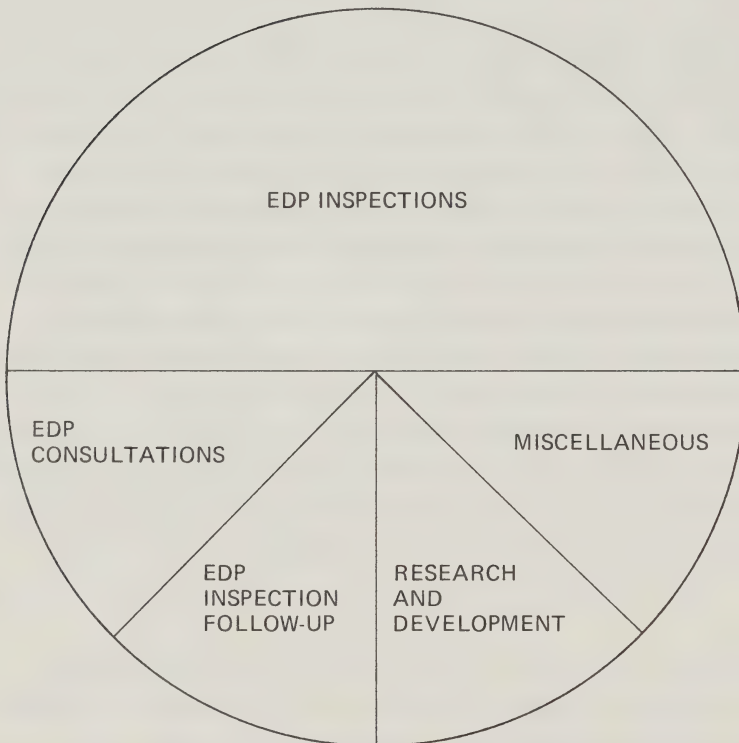 EDP INSPECTIONS
EDP
CONSULTATIONS
MISCELLANEOUS
EDP
INSPECTION
FOLLOW-UP
RESEARCH
AND
DEVELOPMENT